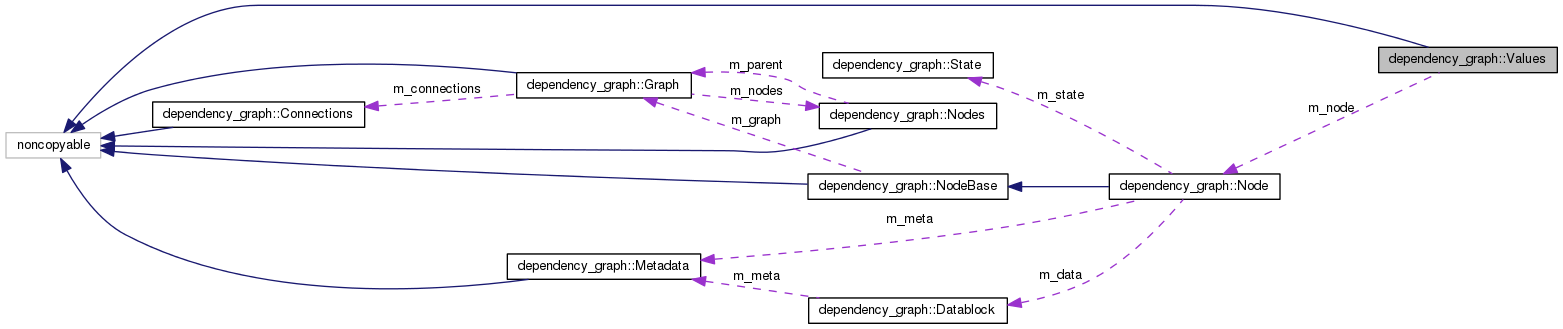 dependency_graph::Values
dependency_graph::State
m_parent
dependency_graph::Graph
m_connections
m_nodes
m_state
m_node
dependency_graph::Connections
dependency_graph::Nodes
m_graph
noncopyable
dependency_graph::NodeBase
dependency_graph::Node
m_meta
dependency_graph::Metadata
m_meta
m_data
dependency_graph::Datablock